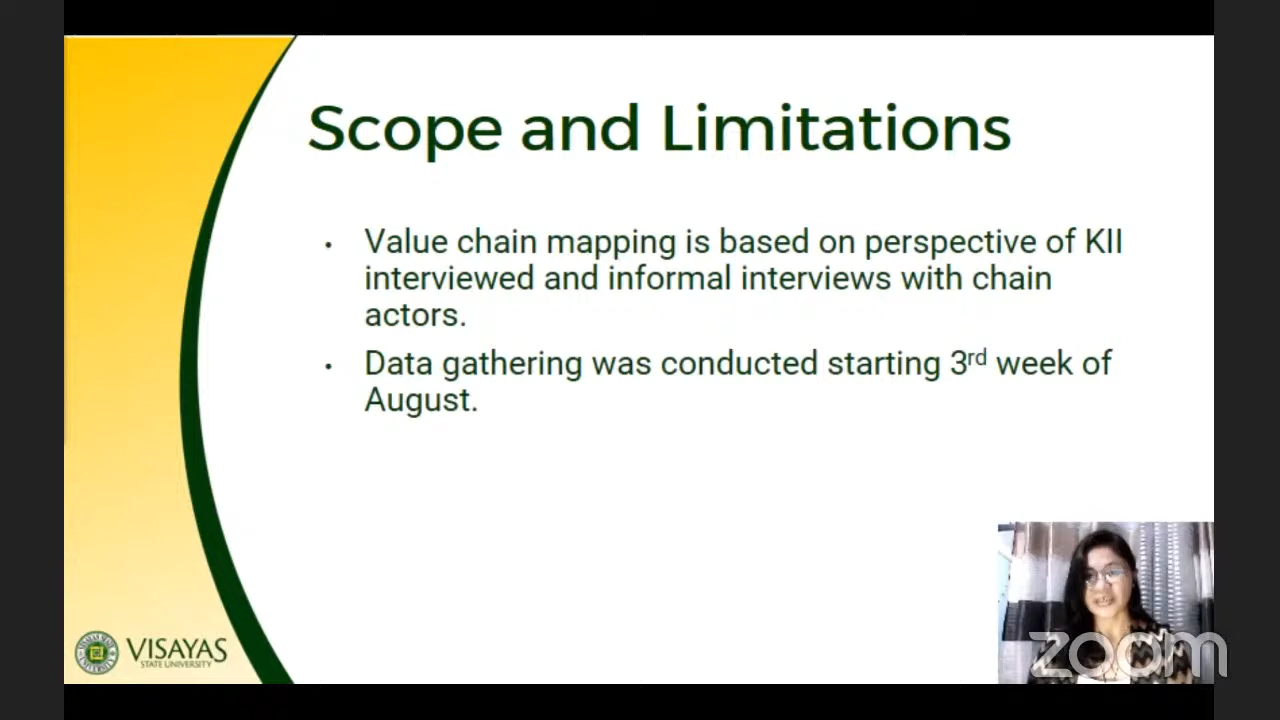 Scope and Limitations
• Value chain mapping is based on perspective of KII
interviewed and informal interviews with chain
actors.
• Data gathering was conducted starting 3rd week of
August.
VISAYAS
STATE UNIVERSITY
zoom